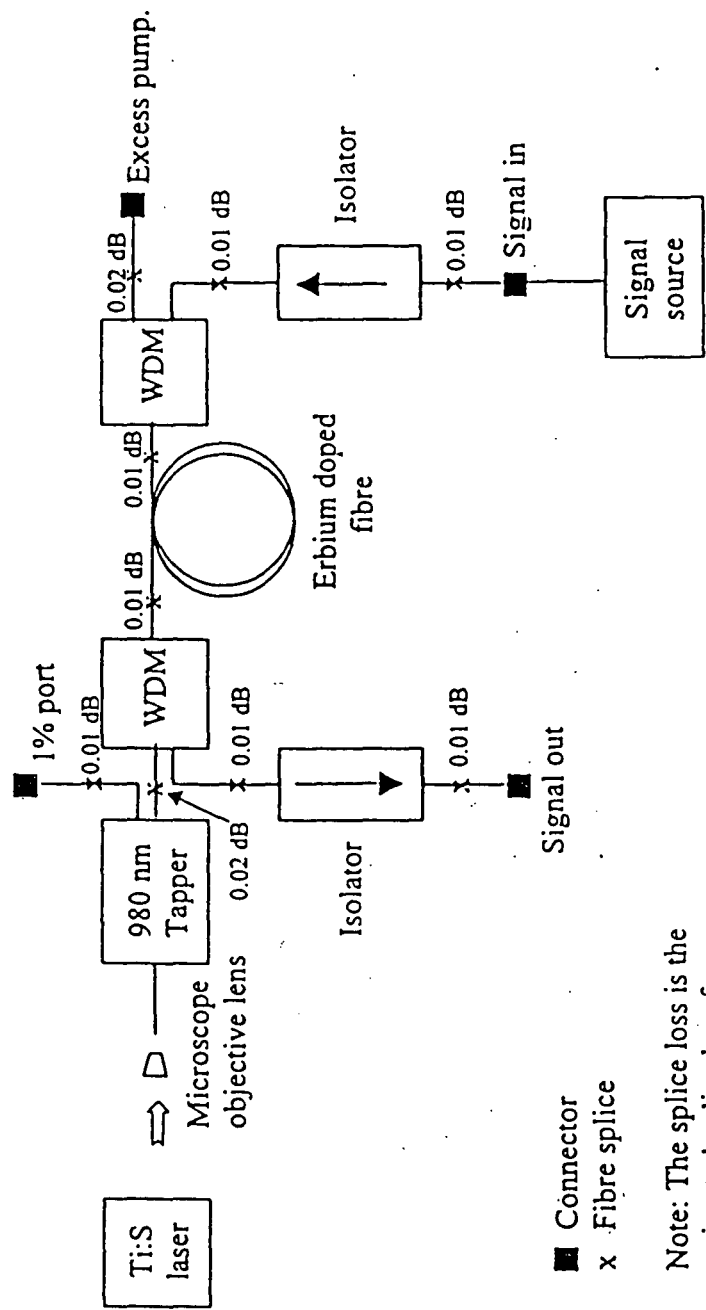 Ti:S
laser
Microscope
objective lens
980 nm
Tapper
1% port
0.01 dB
0.02 dB
WDM
0.01 dB
Isolator
0.01 dB
Signal out
0.01 dB
Erbium doped
fibre
0.01 dB
WDM
0.02 dB
Excess pump.
0.01 dB
Isolator
0.01 dB
Signal in
Signal
source
Connector
x Fibre splice
Note: The splice loss is the